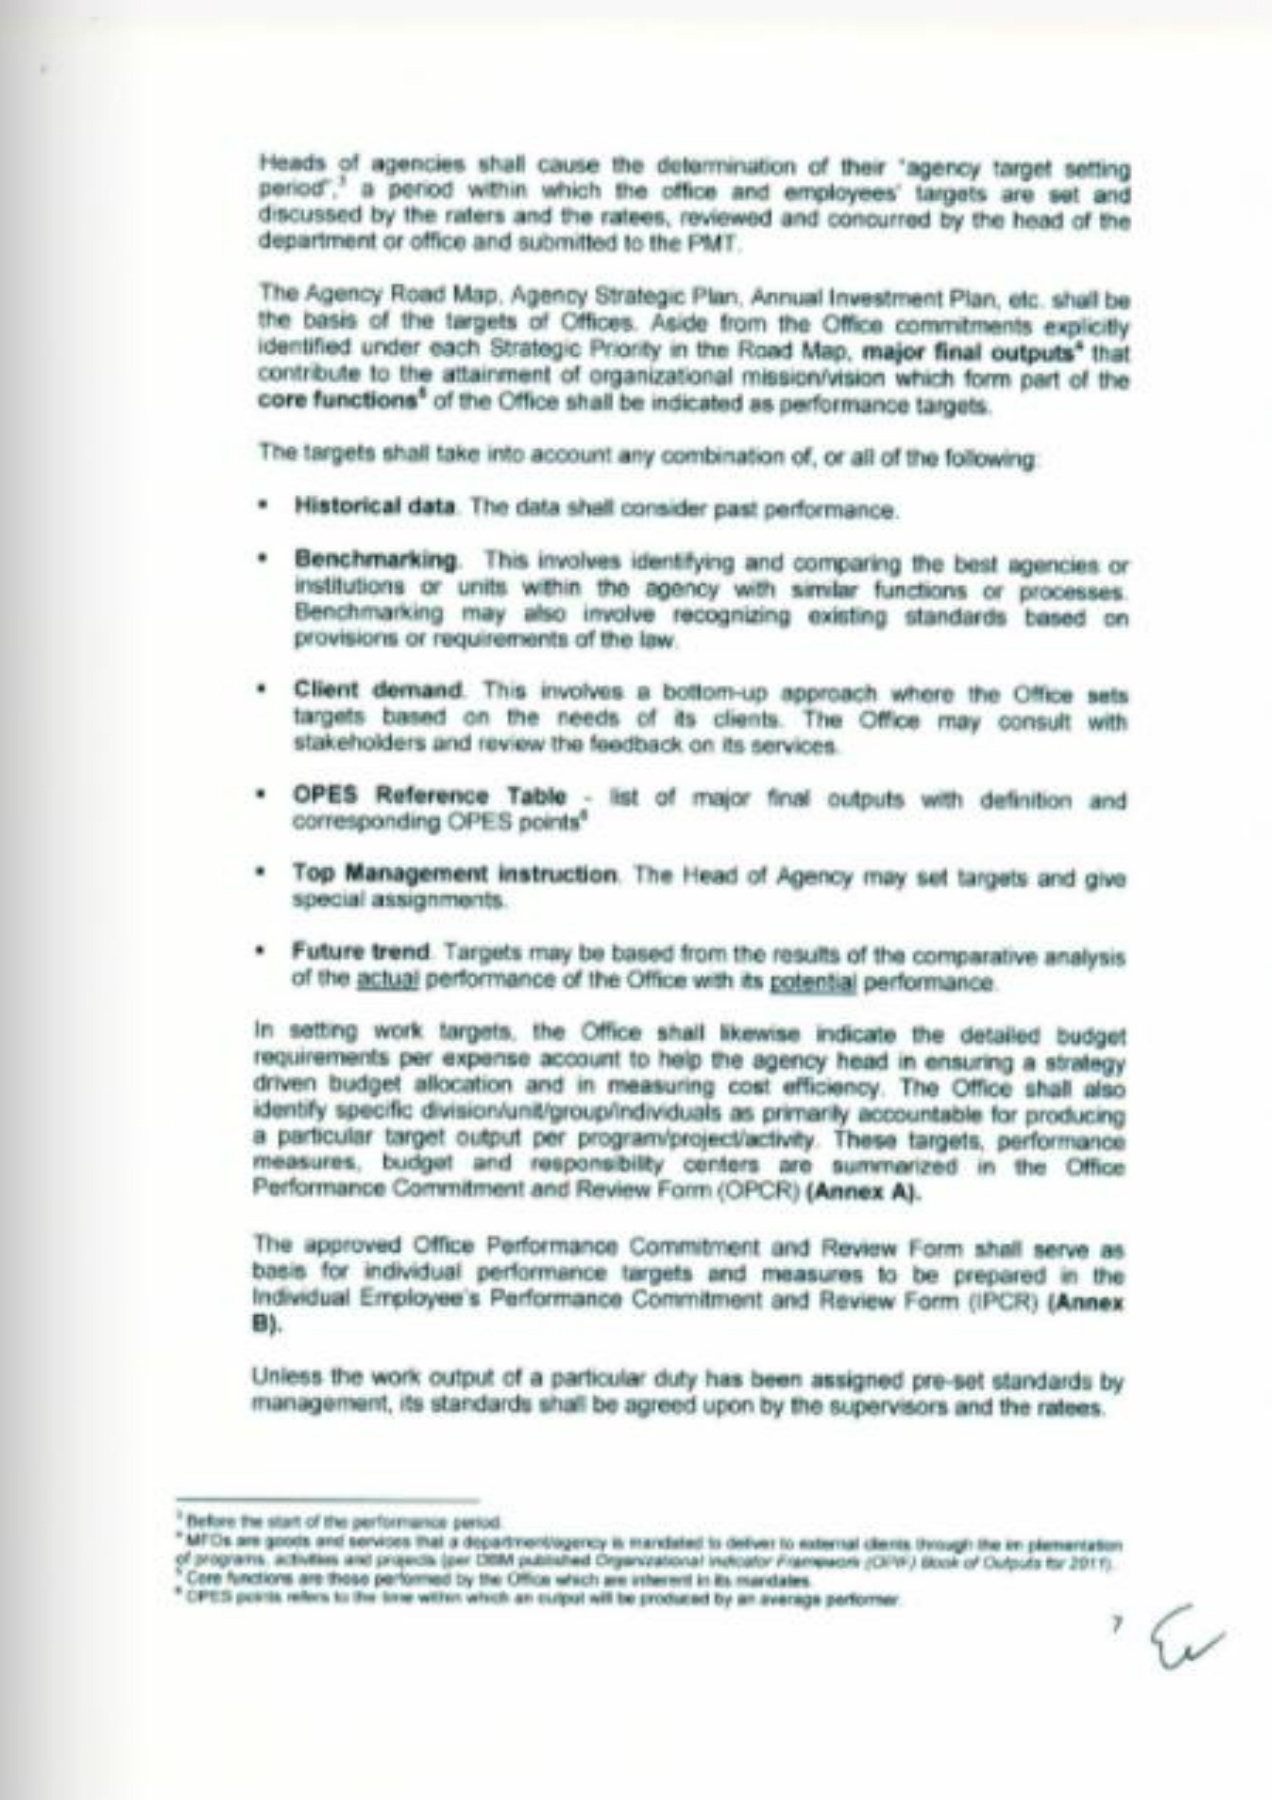 Heads of agencies shall cause the determination of their "agency target setting
period",³ a period within which the office and employees' targets are set and
discussed by the raters and the ratees, reviewed and concurred by the head of the
department or office and submitted to the PMT.
The Agency Road Map, Agency Strategic Plan, Annual Investment Plan, etc. shall be
the basis of the targets of Offices. Aside from the Office commitments explicitly
identified under each Strategic Priority in the Road Map, major final outputs⁴ that
contribute to the attainment of organizational mission/vision which form part of the
core functions⁵ of the Office shall be indicated as performance targets.
The targets shall take into account any combination of, or all of the following:
▪ Historical data. The data shall consider past performance.
▪ Benchmarking. This involves identifying and comparing the best agencies or
institutions or units within the agency with similar functions or processes.
Benchmarking may also involve recognizing existing standards based on
provisions or requirements of the law.
▪ Client demand. This involves a bottom-up approach where the Office sets
targets based on the needs of its clients. The Office may consult with
stakeholders and review the feedback on its services.
▪ OPES Reference Table - list of major final outputs with definition and
corresponding OPES points⁶
▪ Top Management instruction. The Head of Agency may set targets and give
special assignments.
▪ Future trend. Targets may be based from the results of the comparative analysis
of the actual performance of the Office with its potential performance.
In setting work targets, the Office shall likewise indicate the detailed budget
requirements per expense account to help the agency head in ensuring a strategy
driven budget allocation and in measuring cost efficiency. The Office shall also
identify specific division/unit/group/individuals as primarily accountable for producing
a particular target output per program/project/activity. These targets, performance
measures, budget and responsibility centers are summarized in the Office
Performance Commitment and Review Form (OPCR) (Annex A).
The approved Office Performance Commitment and Review Form shall serve as
basis for individual performance targets and measures to be prepared in the
Individual Employee's Performance Commitment and Review Form (IPCR) (Annex
B).
Unless the work output of a particular duty has been assigned pre-set standards by
management, its standards shall be agreed upon by the supervisors and the ratees.
³ Before the start of the performance period.
⁴ MFOs are goods and services that a department/agency is mandated to deliver to external clients through the im plementation
of programs, activities and projects (per DBM published Organizational Indicator Framework (OPIF) Book of Outputs for 2011).
⁵ Core functions are those performed by the Office which are inherent in its mandates.
⁶ OPES points refers to the time within which an output will be produced by an average performer.
7